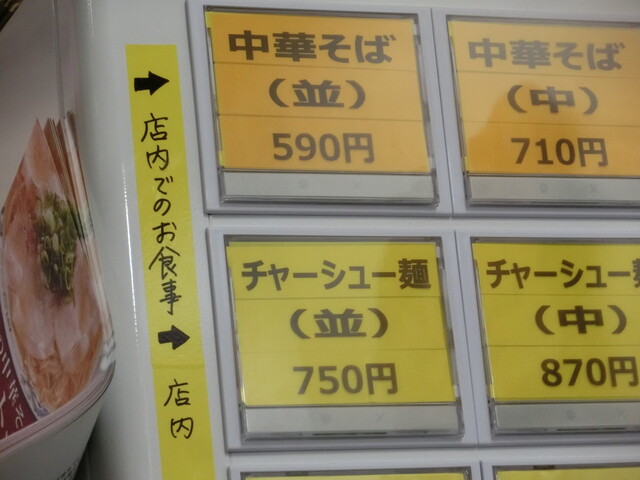 中華そば
（並）
590円
中華そば
（中）
710円
チャーシュー麺
（並）
750円
チャーシュー麺
（中）
870円
➡
店内でのお食事
➡
店内